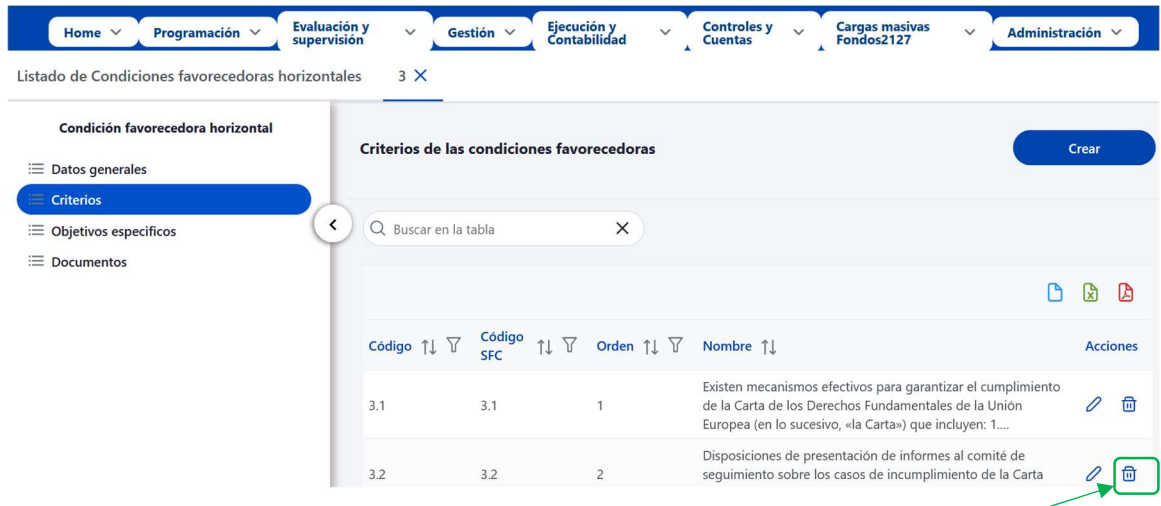 Home Programación Evaluación y supervisión Gestión Ejecución y Contabilidad Controles y Cuentas Cargas masivas Fondos2127 Administración
Listado de Condiciones favorecedoras horizontales 3
Condición favorecedora horizontal
Datos generales
Criterios
Objetivos especificos
Documentos
Criterios de las condiciones favorecedoras
Crear
Buscar en la tabla
Código Código SFC Orden Nombre Acciones
3.1 3.1 1 Existen mecanismos efectivos para garantizar el cumplimiento
de la Carta de los Derechos Fundamentales de la Unión
Europea (en lo sucesivo, «la Carta») que incluyen: 1....
3.2 3.2 2 Disposiciones de presentación de informes al comité de
seguimiento sobre los casos de incumplimiento de la Carta